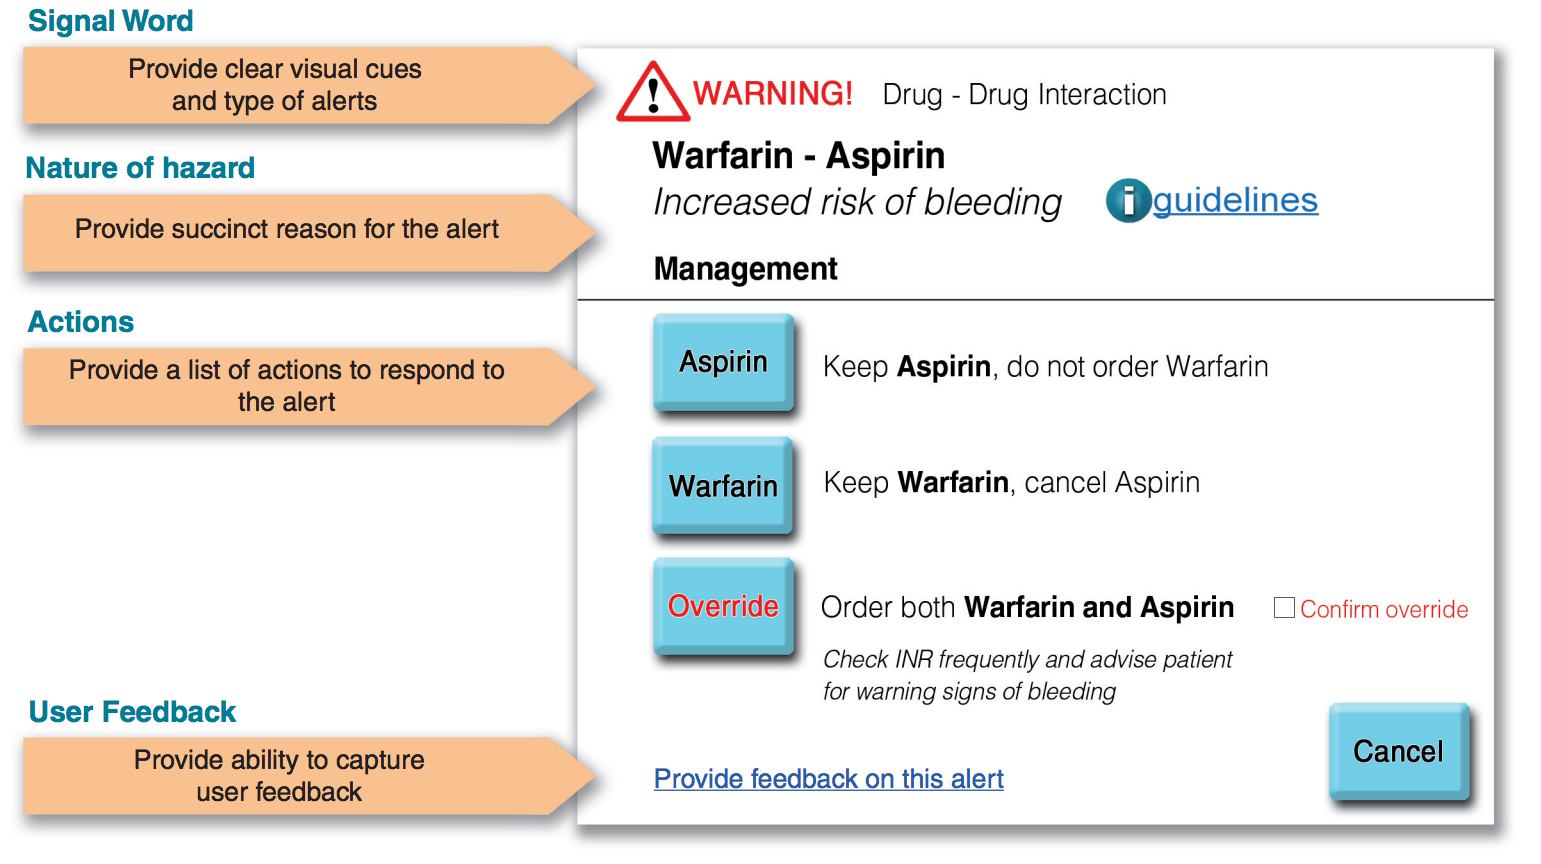 Signal Word
Provide clear visual cues
and type of alerts
Nature of hazard
Provide succinct reason for the alert
Actions
Provide a list of actions to respond to
the alert
User Feedback
Provide ability to capture
user feedback
! WARNING! Drug - Drug Interaction
Warfarin - Aspirin
Increased risk of bleeding i guidelines
Management
Aspirin Keep Aspirin, do not order Warfarin
Warfarin Keep Warfarin, cancel Aspirin
Override Order both Warfarin and Aspirin Confirm override
Check INR frequently and advise patient
for warning signs of bleeding
Cancel
Provide feedback on this alert